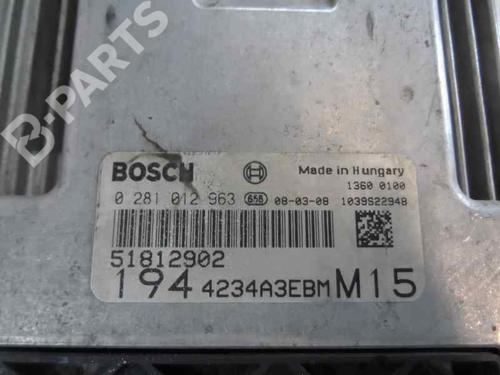 B-PARTS
BOSCH Made in Hungary
1360 0100
0 281 012 963 658 08-03-08 1039S22948
51812902
194 4234A3EBM M15